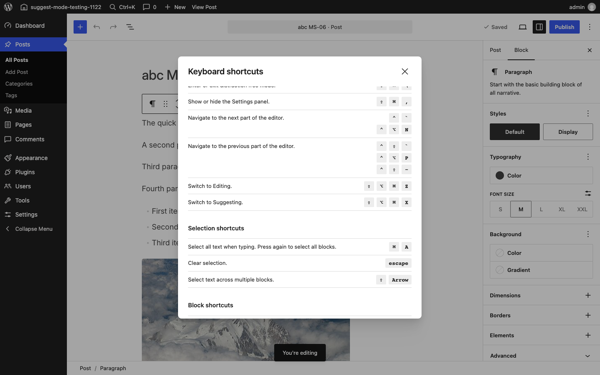 suggest-mode-testing-1122
Ctrl+K
0
+ New
View Post
admin
Dashboard
Posts
All Posts
Add Post
Categories
Tags
Media
Pages
Comments
Appearance
Plugins
Users
Tools
Settings
Collapse Menu
abc MS-06 · Post
Saved
Publish
abc M
The quick
A second p
Third para
Fourth par
First ite
Second
Third it
Keyboard shortcuts
Show or hide the Settings panel.
⇧ ⌘ ,
Navigate to the next part of the editor.
⌃ `
⌃ ⌥ N
Navigate to the previous part of the editor.
⌃ ⇧ `
⌃ ⌥ P
⌃ ⇧ ~
Switch to Editing.
Switch to Suggesting.
Selection shortcuts
Select all text when typing. Press again to select all blocks.
⌘ A
Clear selection.
escape
Select text across multiple blocks.
⇧ Arrow
Block shortcuts
You're editing
Post / Paragraph
Post
Block
Paragraph
Start with the basic building block of
all narrative.
Styles
Default
Display
Typography
Color
FONT SIZE
S
M
L
XL
XXL
Background
Color
Gradient
Dimensions
Borders
Elements
Advanced